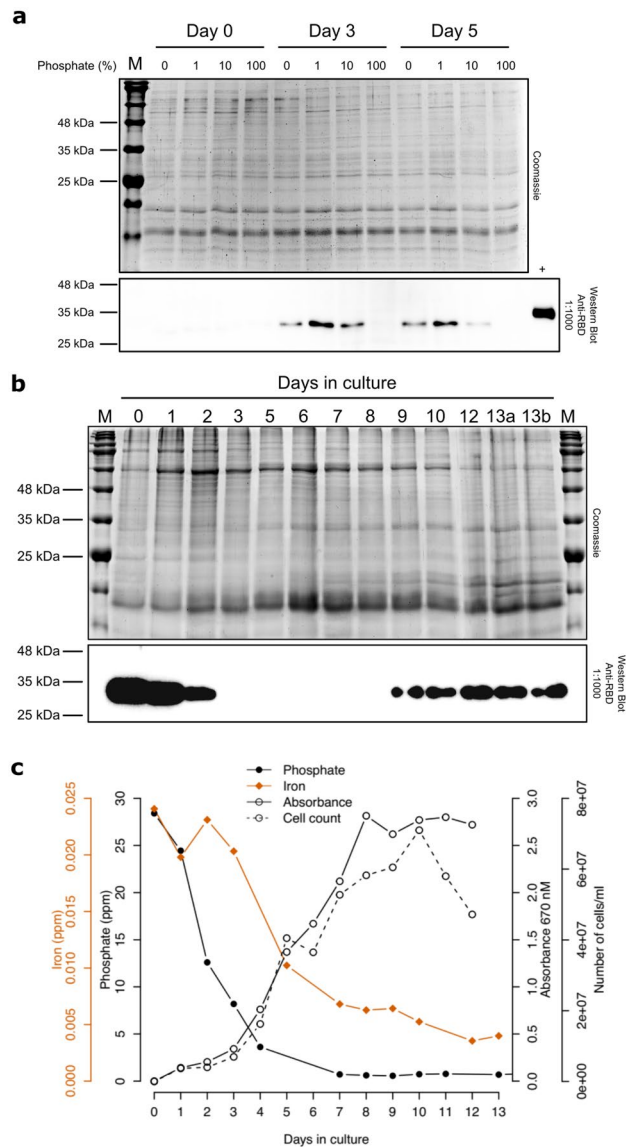 a
Day 0 Day 3 Day 5
Phosphate (%) M 0 1 10 100 0 1 10 100 0 1 10 100
48 kDa
35 kDa
25 kDa
Coomassie
+
48 kDa
35 kDa
25 kDa
Western Blot
Anti-RBD
1:1000
b
Days in culture
M 0 1 2 3 5 6 7 8 9 10 12 13a 13b M
48 kDa
35 kDa
25 kDa
Coomassie
48 kDa
35 kDa
25 kDa
Western Blot
Anti-RBD
1:1000
c
Phosphate
Iron
Absorbance
Cell count
Iron (ppm)
0.025
0.020
0.015
0.010
0.005
0.000
Phosphate (ppm)
30
25
20
15
10
5
0
Absorbance 670 nM
3.0
2.5
2.0
1.5
1.0
0.5
0.0
Number of cells/ml
8e+07
6e+07
4e+07
2e+07
0e+00
0 1 2 3 4 5 6 7 8 9 10 11 12 13
Days in culture